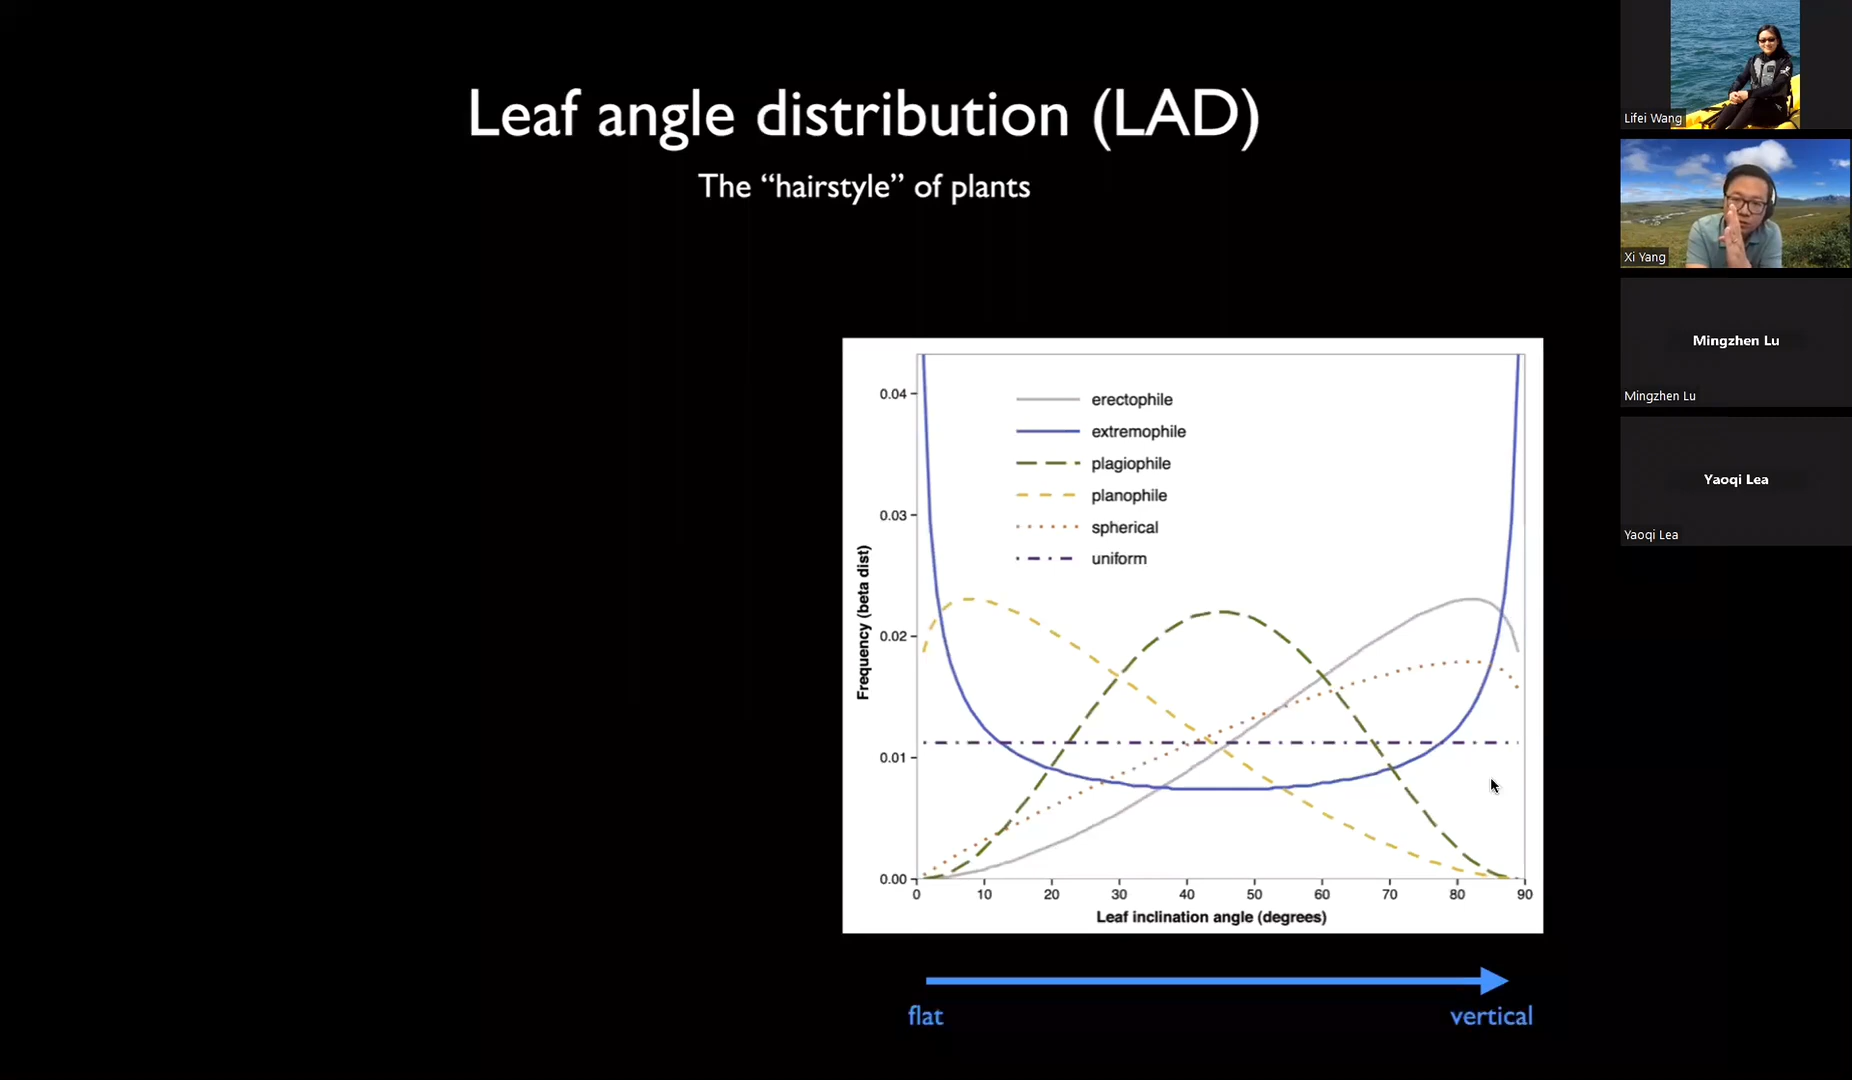 Leaf angle distribution (LAD)
The “hairstyle” of plants
0.04
0.03
0.02
0.01
0.00
Frequency (beta dist)
erectophile
extremophile
plagiophile
planophile
spherical
uniform
0 10 20 30 40 50 60 70 80 90
Leaf inclination angle (degrees)
flat
vertical
Lifei Wang
Xi Yang
Mingzhen Lu
Mingzhen Lu
Yaoqi Lea
Yaoqi Lea